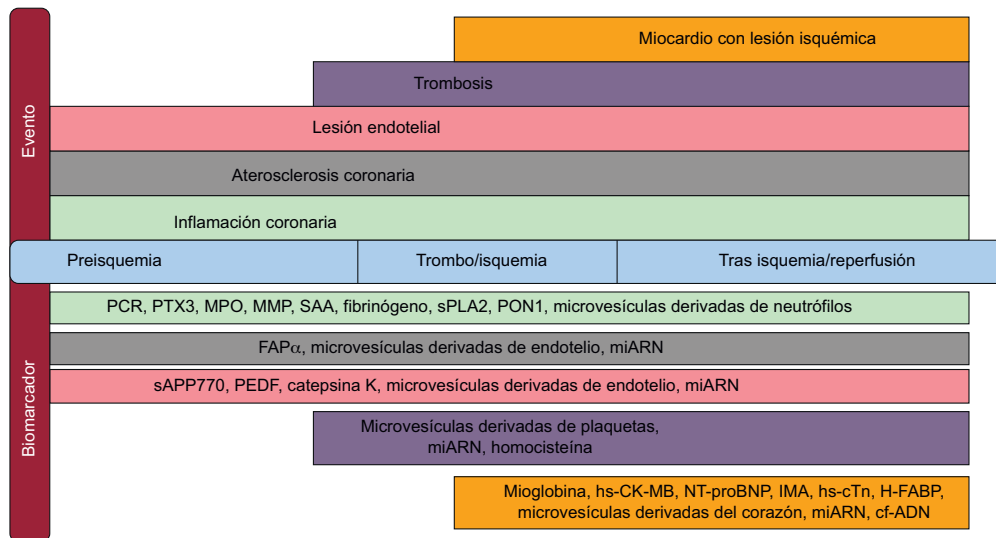 Evento
Miocardio con lesión isquémica
Trombosis
Lesión endotelial
Aterosclerosis coronaria
Inflamación coronaria
Preisquemia
Trombo/isquemia
Tras isquemia/reperfusión
Biomarcador
PCR, PTX3, MPO, MMP, SAA, fibrinógeno, sPLA2, PON1, microvesículas derivadas de neutrófilos
FAPα, microvesículas derivadas de endotelio, miARN
sAPP770, PEDF, catepsina K, microvesículas derivadas de endotelio, miARN
Microvesículas derivadas de plaquetas,
miARN, homocisteína
Mioglobina, hs-CK-MB, NT-proBNP, IMA, hs-cTn, H-FABP,
microvesículas derivadas del corazón, miARN, cf-ADN